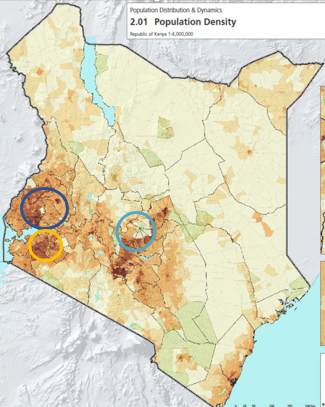 Population Distribution & Dynamics
2.01 Population Density
Republic of Kenya 1:4,000,000